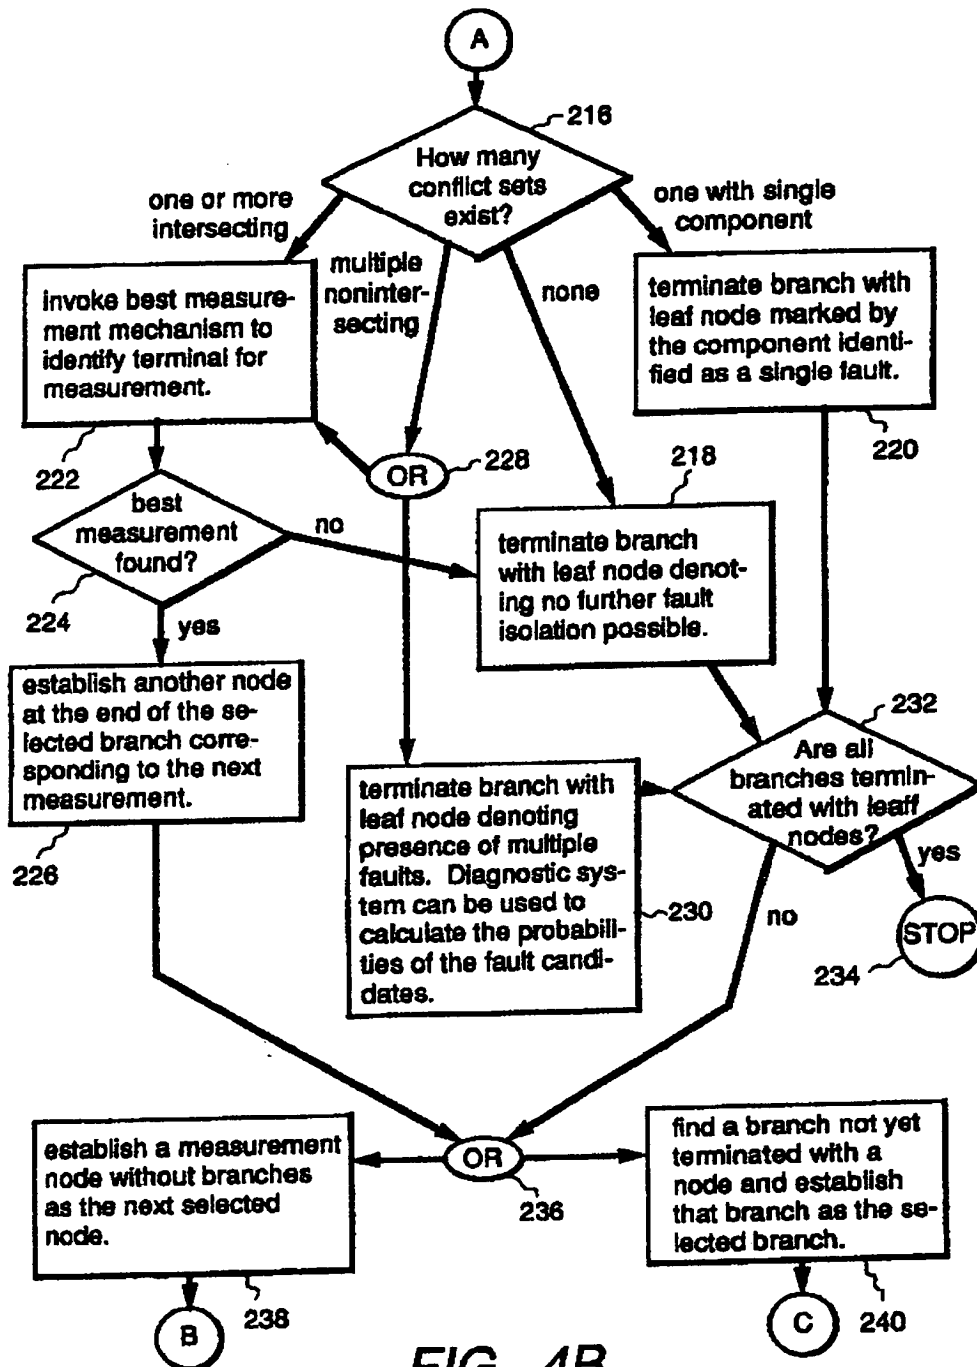 A
216
How many
conflict sets
exist?
one or more
intersecting
multiple
noninter-
secting
none
one with single
component
invoke best measure-
ment mechanism to
identify terminal for
measurement.
222
terminate branch with
leaf node marked by
the component identi-
fied as a single fault.
220
OR
228
218
best
measurement
found?
224
no
yes
terminate branch
with leaf node denot-
ing no further fault
isolation possible.
establish another node
at the end of the se-
lected branch corre-
sponding to the next
measurement.
226
terminate branch with
leaf node denoting
presence of multiple
faults. Diagnostic sys-
tem can be used to
calculate the probabili-
ties of the fault candi-
dates.
230
232
Are all
branches termin-
ated with leaff
nodes?
yes
no
STOP
234
establish a measurement
node without branches
as the next selected
node.
238
OR
236
find a branch not yet
terminated with a
node and establish
that branch as the se-
lected branch.
240
B
C
FIG. 4B